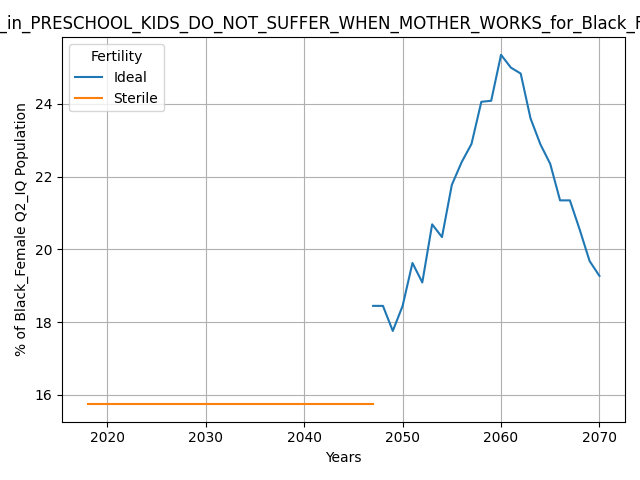 _in_PRESCHOOL_KIDS_DO_NOT_SUFFER_WHEN_MOTHER_WORKS_for_Black_F
Fertility
Ideal
Sterile
% of Black_Female Q2_IQ Population
24
22
20
18
16
2020 2030 2040 2050 2060 2070
Years